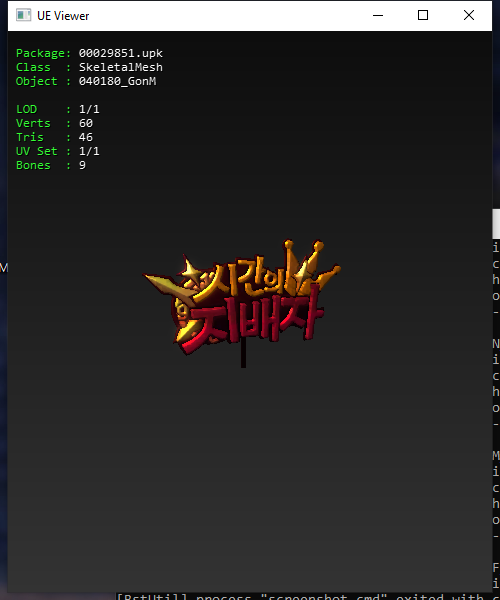 UE Viewer
Package: 00029851.upk
Class : SkeletalMesh
Object : 040180_GonM
LOD : 1/1
Verts : 60
Tris : 46
UV Set : 1/1
Bones : 9
시간의
지배자
M
i
c
h
o
-
N
i
c
h
o
-
M
i
c
h
o
-
F
i